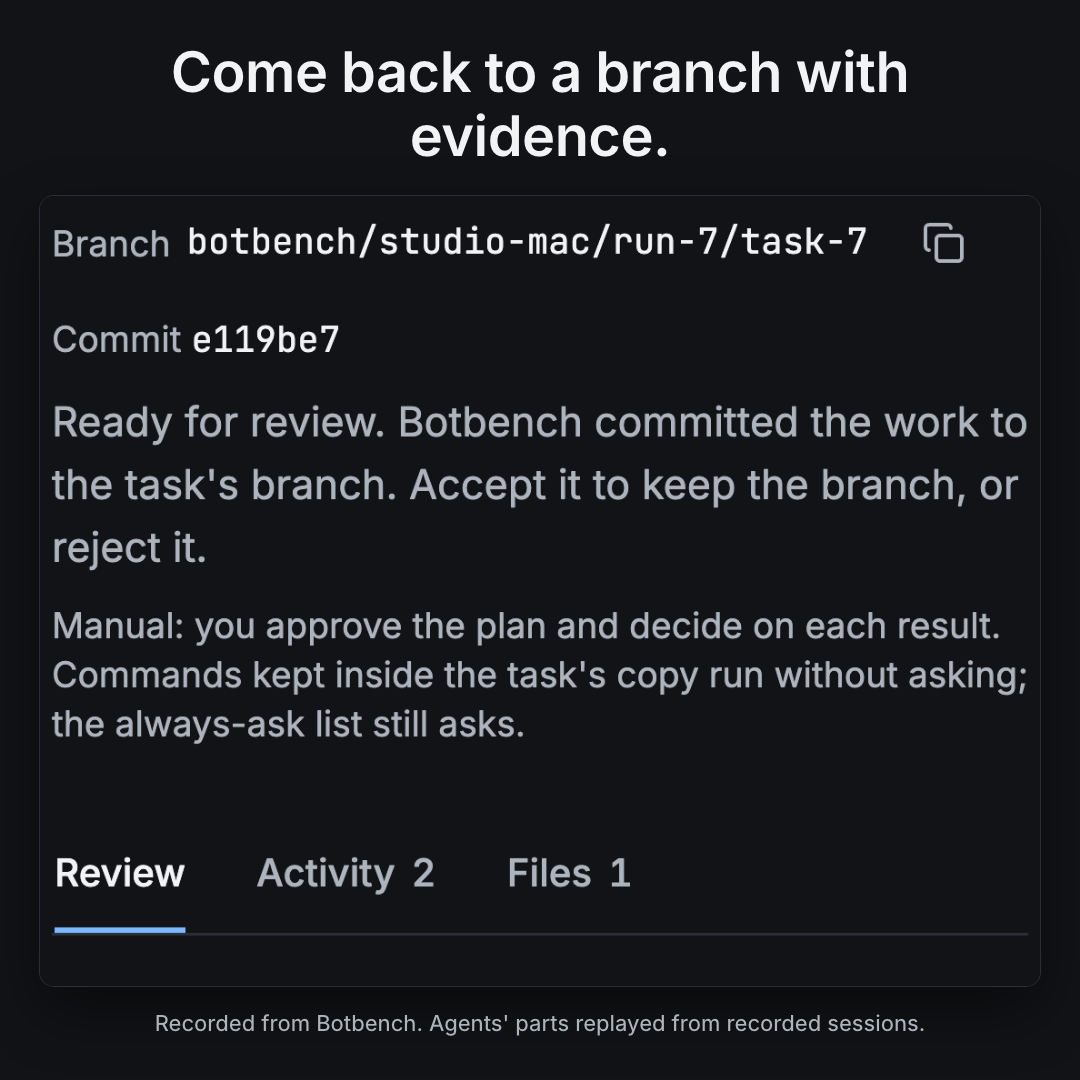 Come back to a branch with
evidence.
Branch botbench/studio-mac/run-7/task-7
Commit e119be7
Ready for review. Botbench committed the work to
the task's branch. Accept it to keep the branch, or
reject it.
Manual: you approve the plan and decide on each result.
Commands kept inside the task's copy run without asking;
the always-ask list still asks.
Review Activity 2 Files 1
Recorded from Botbench. Agents' parts replayed from recorded sessions.